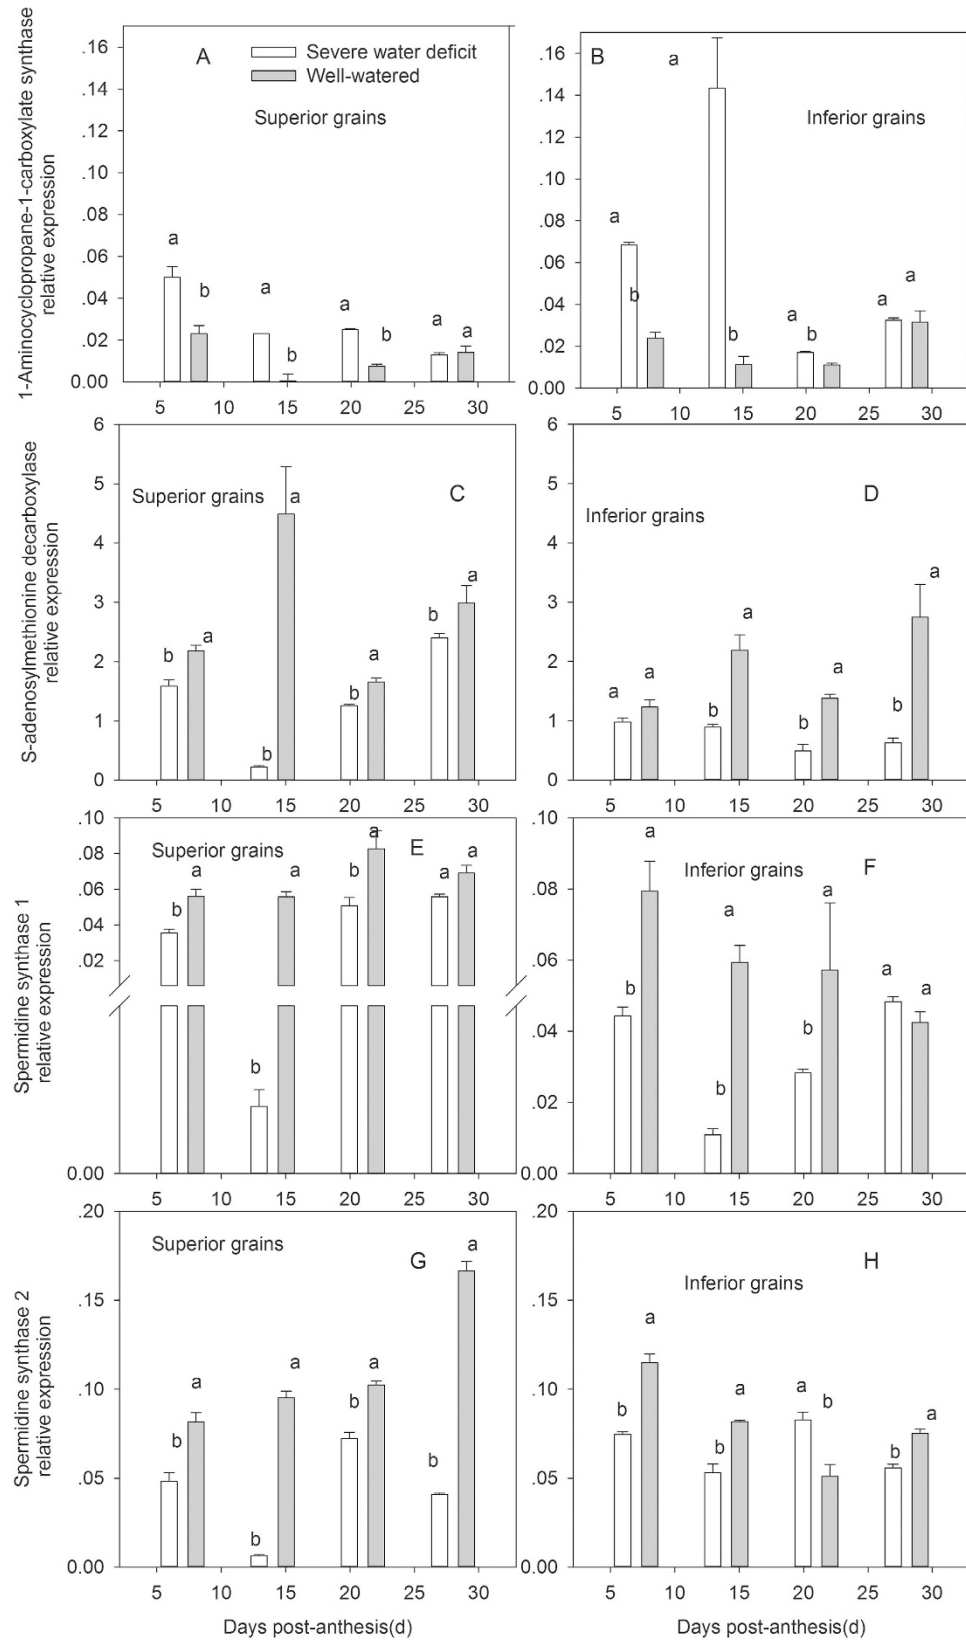 1-Aminocyclopropane-1-carboxylate synthase
relative expression
.16
.14
.12
.10
.08
.06
.04
.02
0.00
A
Severe water deficit
Well-watered
Superior grains
a
b
a
b
a
b
a
a
5 10 15 20 25 30
.16
.14
.12
.10
.08
.06
.04
.02
0.00
B
Inferior grains
a
b
a
b
a
b
a
a
5 10 15 20 25 30
S-adenosylmethionine decarboxylase
relative expression
6
5
4
3
2
1
0
Superior grains
C
b
a
b
a
b
a
b
a
5 10 15 20 25 30
6
5
4
3
2
1
0
Inferior grains
D
a
a
b
a
b
a
b
a
5 10 15 20 25 30
Spermidine synthase 1
relative expression
.10
.08
.06
.04
.02
0.00
Superior grains
E
b
a
b
a
b
a
a
a
5 10 15 20 25 30
.10
.08
.06
.04
.02
0.00
Inferior grains
F
b
a
b
a
b
a
a
a
5 10 15 20 25 30
Spermidine synthase 2
relative expression
.20
.15
.10
.05
0.00
Superior grains
G
b
a
b
a
b
a
b
a
5 10 15 20 25 30
Days post-anthesis(d)
.20
.15
.10
.05
0.00
Inferior grains
H
b
a
b
a
a
b
b
a
5 10 15 20 25 30
Days post-anthesis(d)